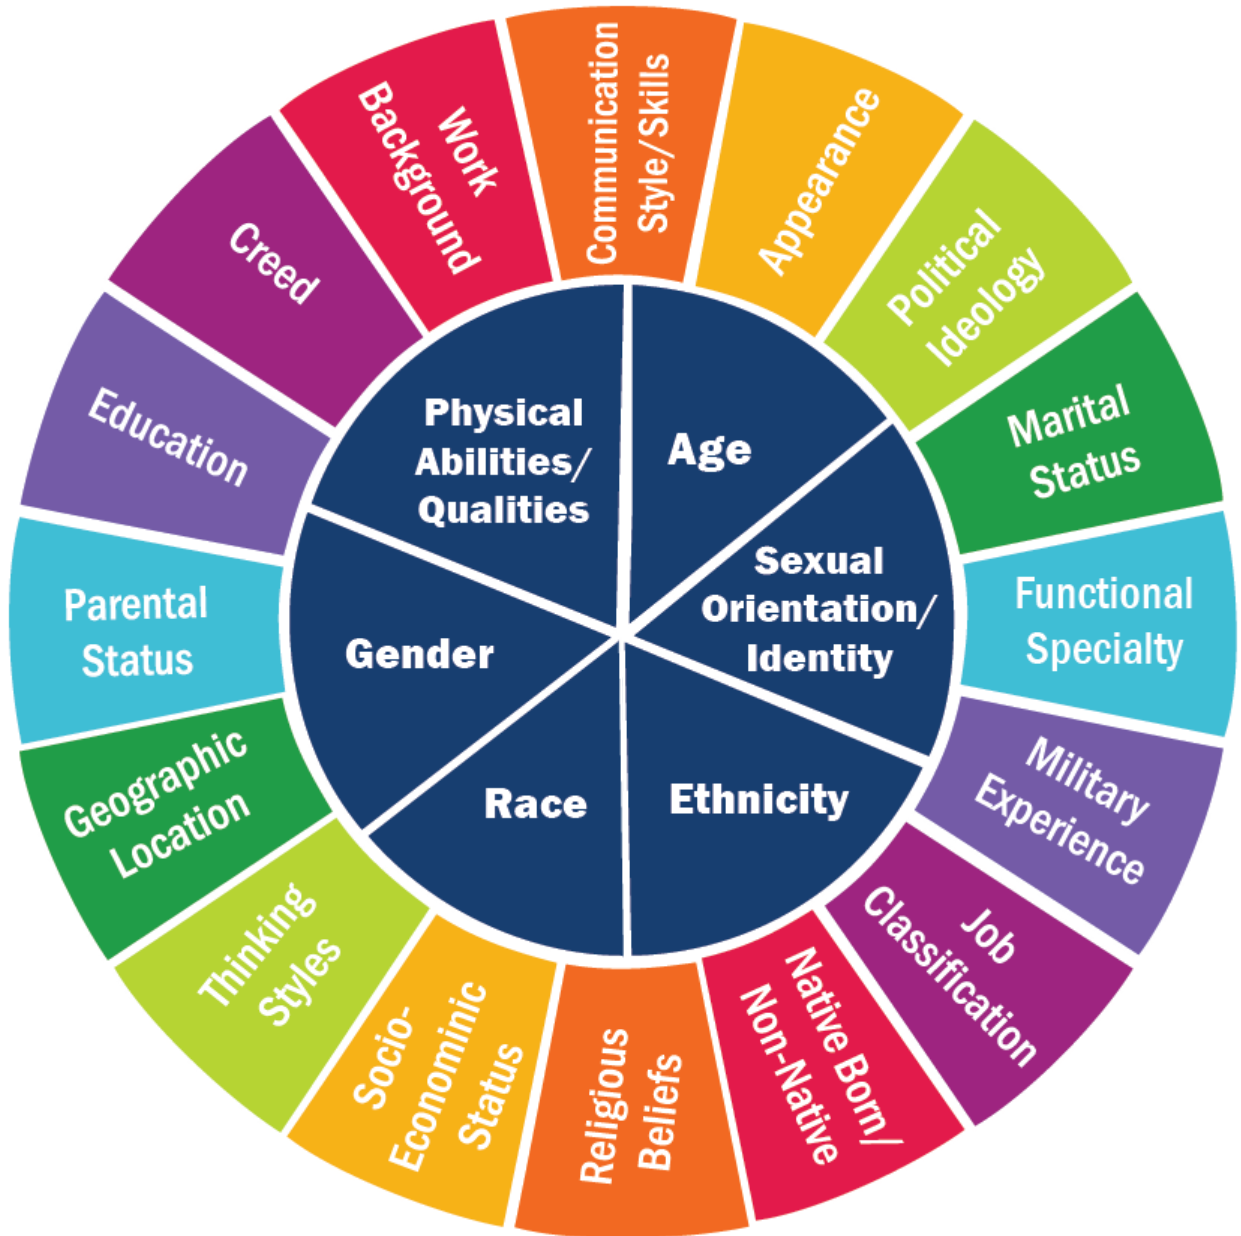 Communication
Style/Skills
Appearance
Political
Ideology
Marital
Status
Functional
Specialty
Military
Experience
Job
Classification
Native Born/
Non-Native
Religious
Beliefs
Socio-
Econominic
Status
Thinking
Styles
Geographic
Location
Parental
Status
Education
Creed
Work
Background
Age
Sexual
Orientation/
Identity
Ethnicity
Race
Gender
Physical
Abilities/
Qualities